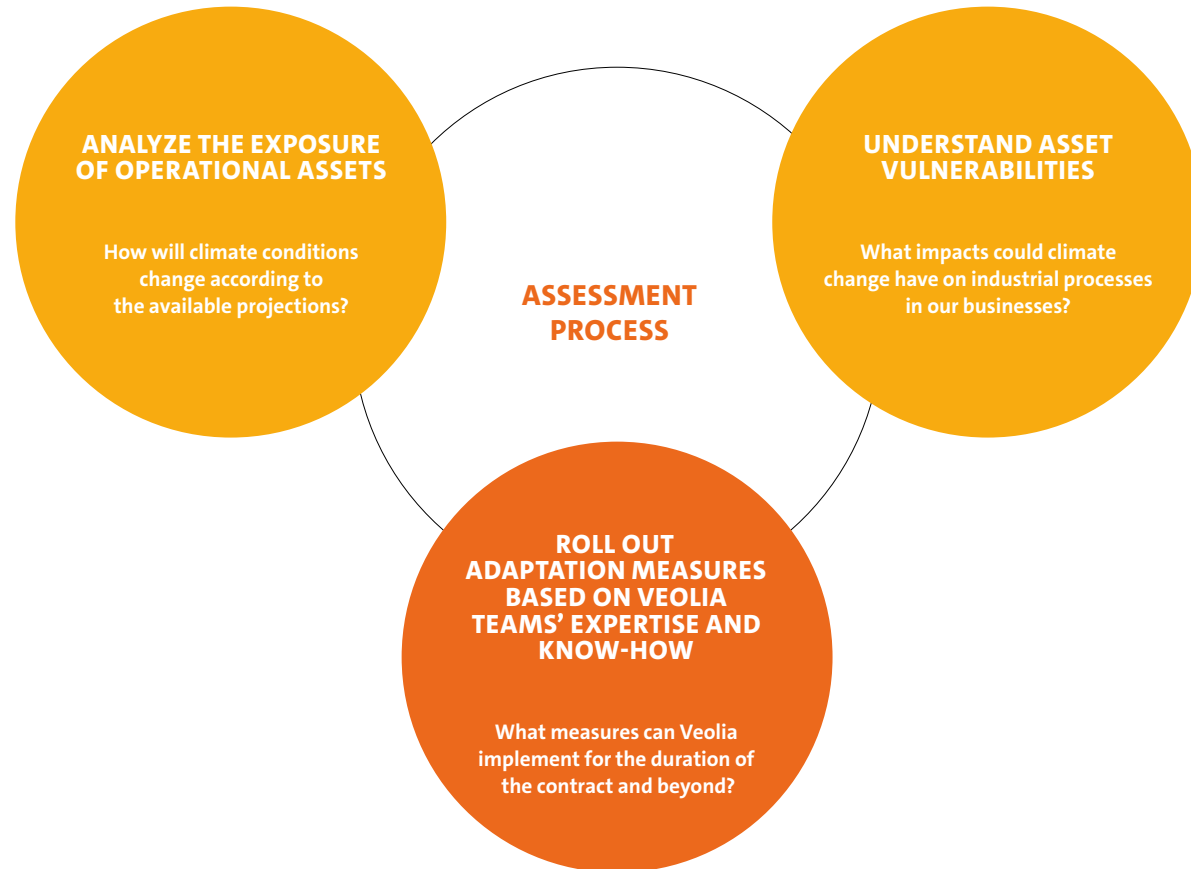 ANALYZE THE EXPOSURE
OF OPERATIONAL ASSETS
How will climate conditions
change according to
the available projections?
UNDERSTAND ASSET
VULNERABILITIES
What impacts could climate
change have on industrial processes
in our businesses?
ASSESSMENT
PROCESS
ROLL OUT
ADAPTATION MEASURES
BASED ON VEOLIA
TEAMS’ EXPERTISE AND
KNOW-HOW
What measures can Veolia
implement for the duration of
the contract and beyond?